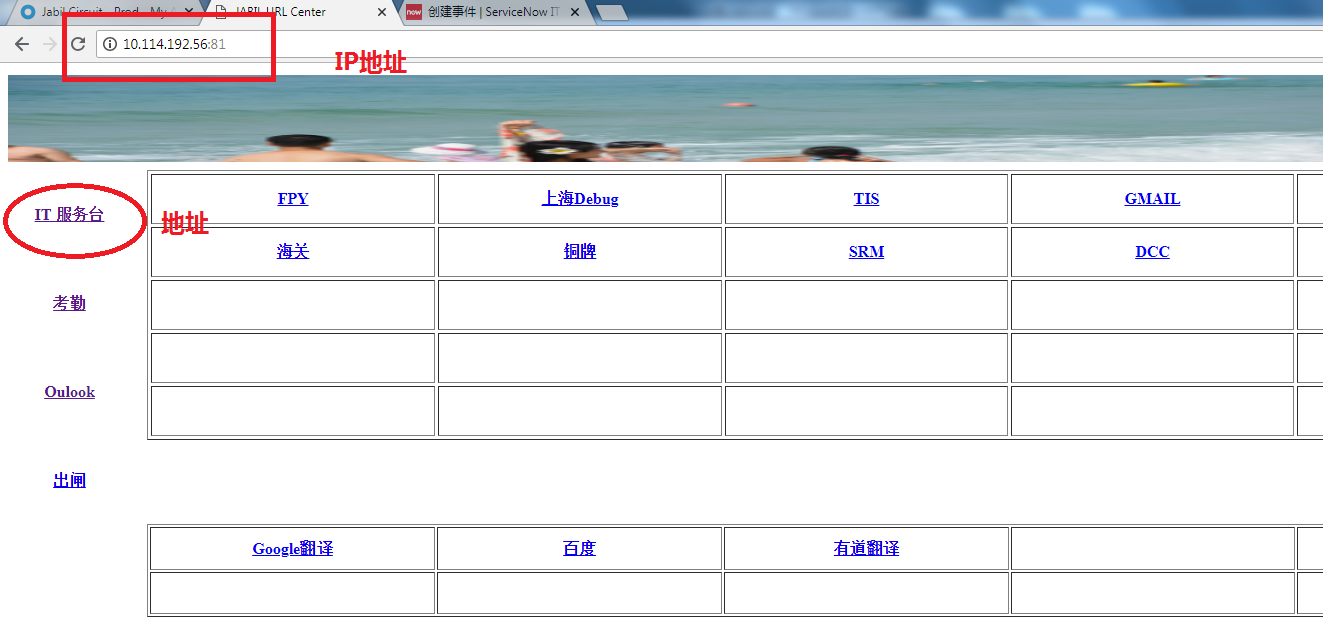 Jabil Circuit - Prod - My A
JABIL URL Center
now 创建事件 | ServiceNow IT
10.114.192.56:81
IP地址
IT 服务台
地址
FPY 上海Debug TIS GMAIL
海关 铜牌 SRM DCC
考勤
Oulook
出闸
Google翻译 百度 有道翻译